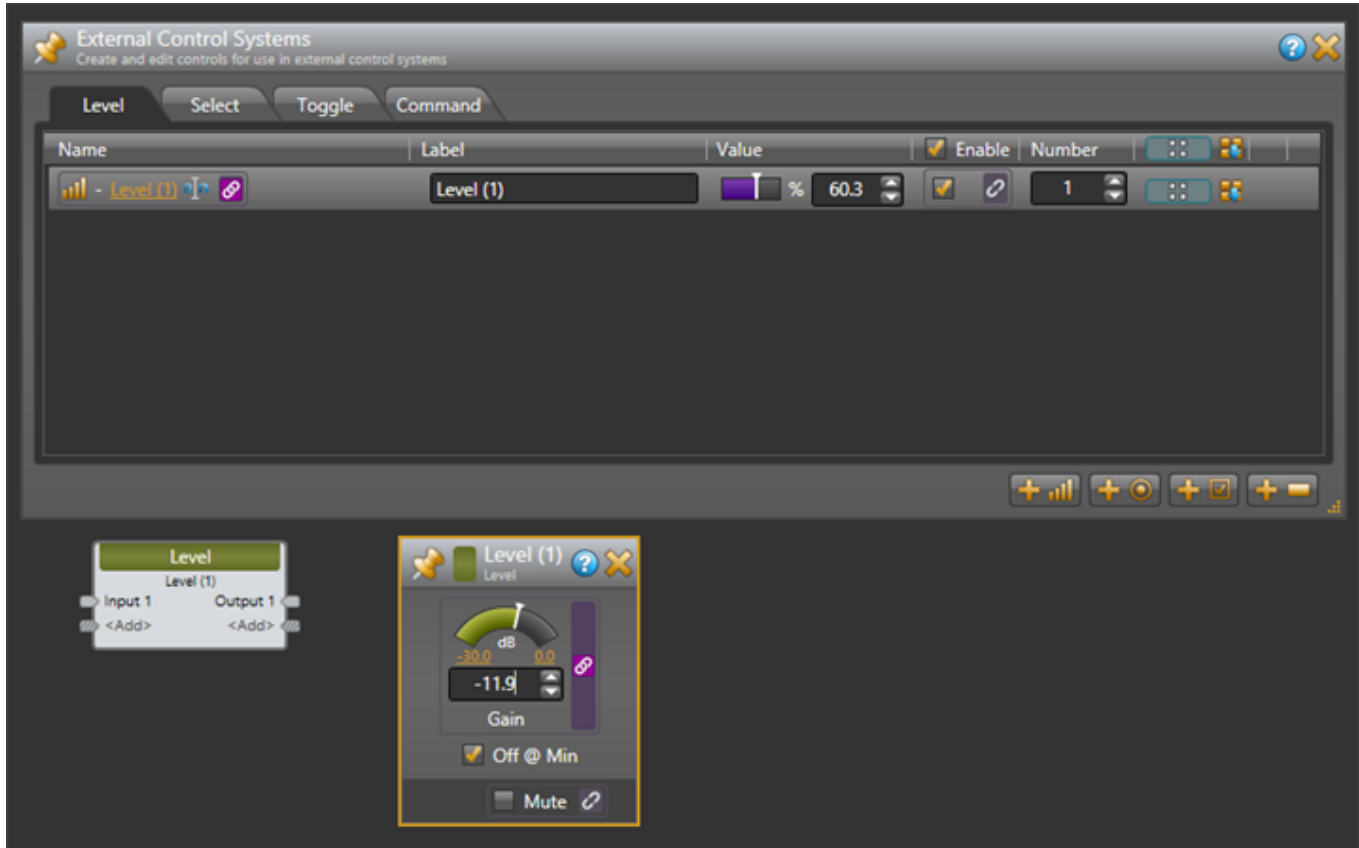 External Control Systems
Create and edit controls for use in external control systems
Level Select Toggle Command
Name Label Value Enable Number
- Level (1) Level (1) % 60.3 1
Level
Level (1)
Input 1 Output 1
<Add> <Add>
Level (1)
Level
dB
-30.0 0.0
-11.9
Gain
Off @ Min
Mute